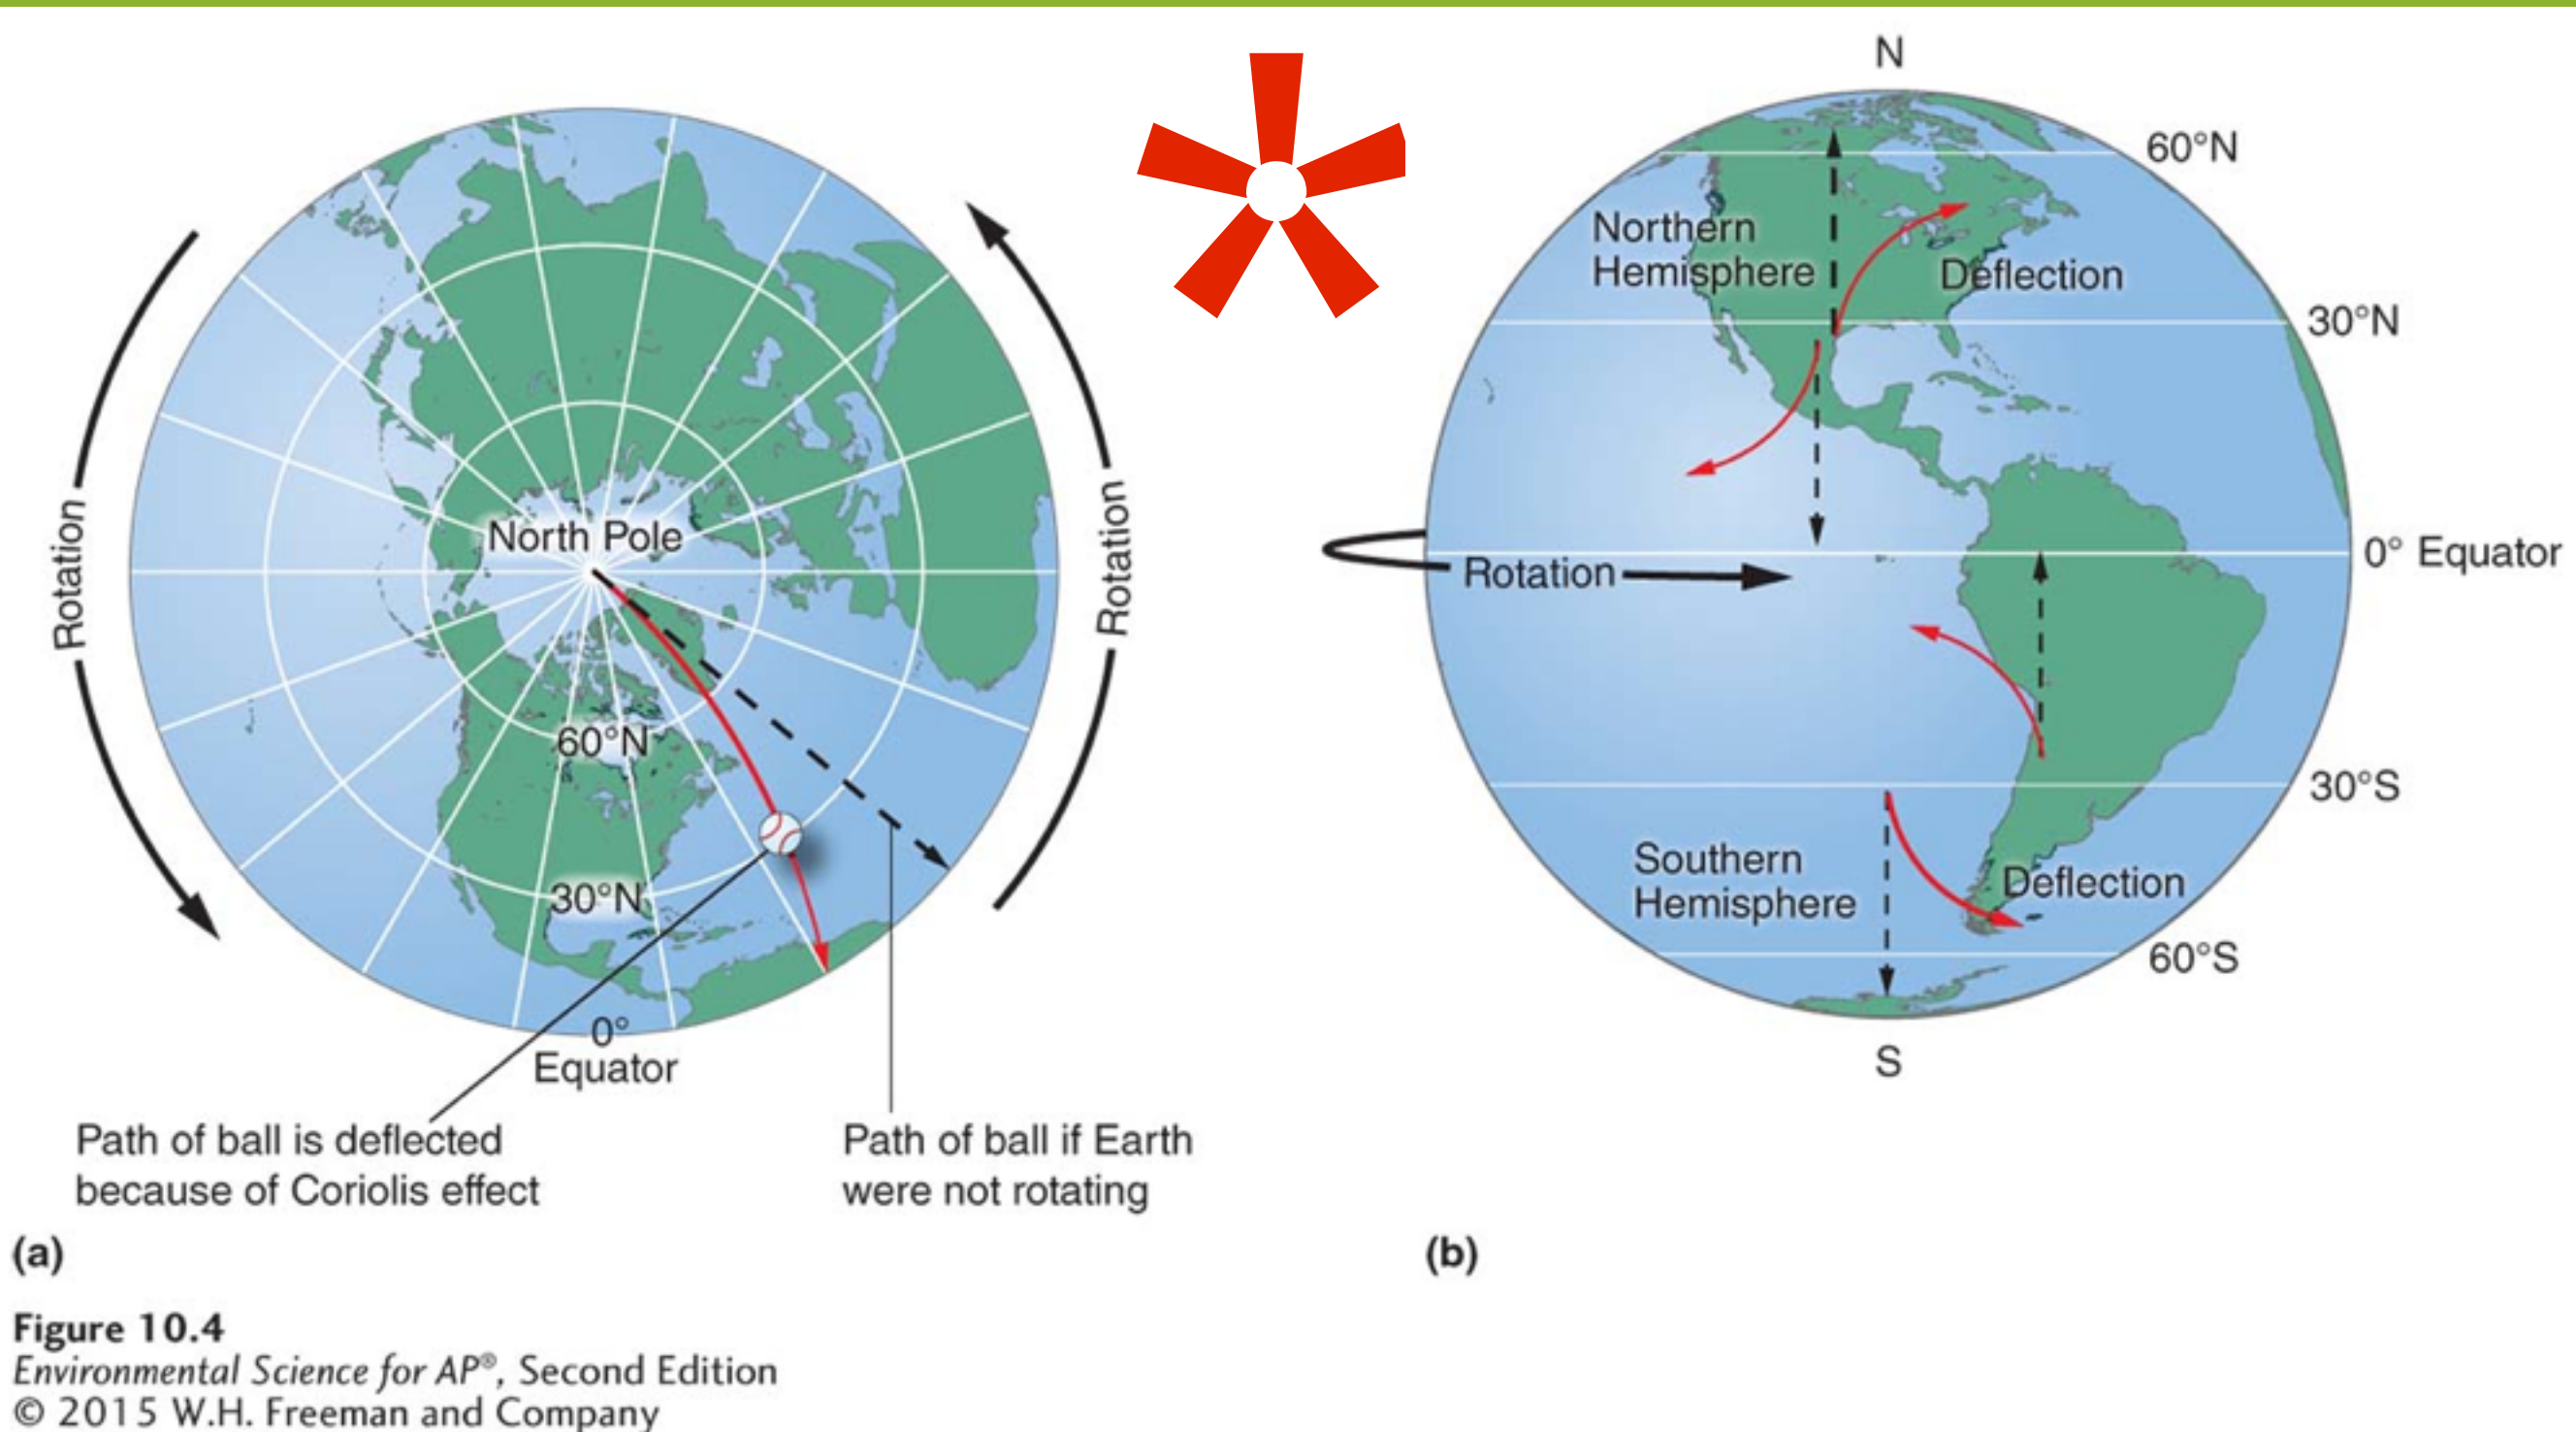 Rotation
North Pole
60°N
30°N
0°
Equator
Rotation
Path of ball is deflected
because of Coriolis effect
Path of ball if Earth
were not rotating
(a)
N
60°N
Northern
Hemisphere
Deflection
30°N
0° Equator
Rotation
30°S
Southern
Hemisphere
Deflection
60°S
S
(b)
Figure 10.4
Environmental Science for AP®, Second Edition
© 2015 W.H. Freeman and Company